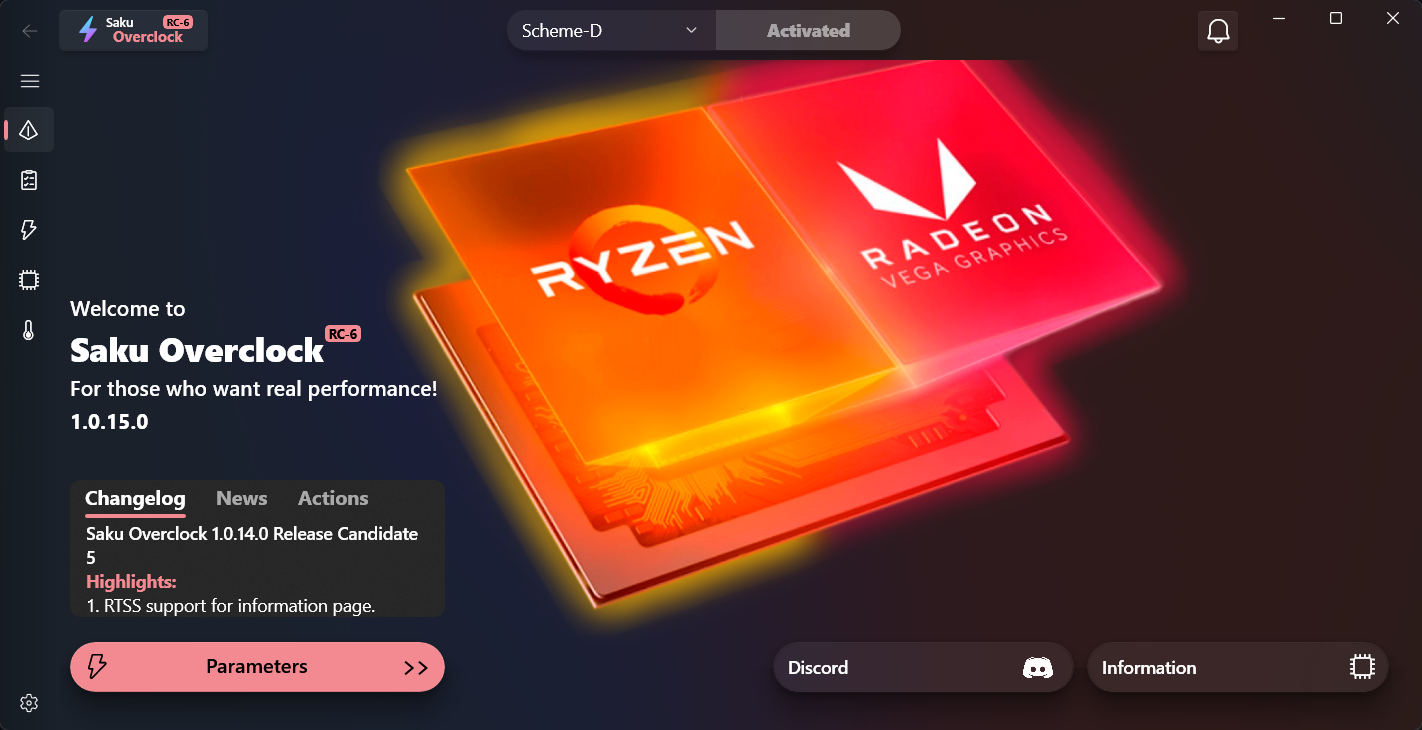 Saku RC-6
Overclock
Scheme-D
Activated
RYZEN
RADEON
VEGA GRAPHICS
Welcome to
Saku Overclock RC-6
For those who want real performance!
1.0.15.0
Changelog News Actions
Saku Overclock 1.0.14.0 Release Candidate
5
Highlights:
1. RTSS support for information page.
Parameters >>
Discord
Information